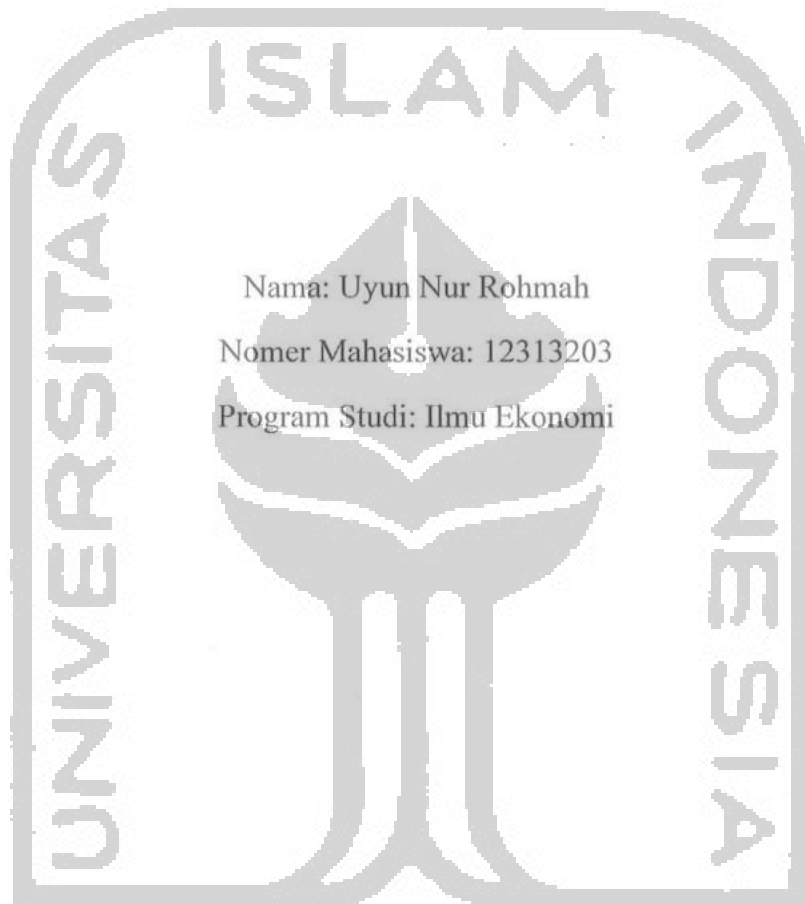 UNIVERSITAS ISLAM INDONESIA
Nama: Uyun Nur Rohmah
Nomer Mahasiswa: 12313203
Program Studi: Ilmu Ekonomi